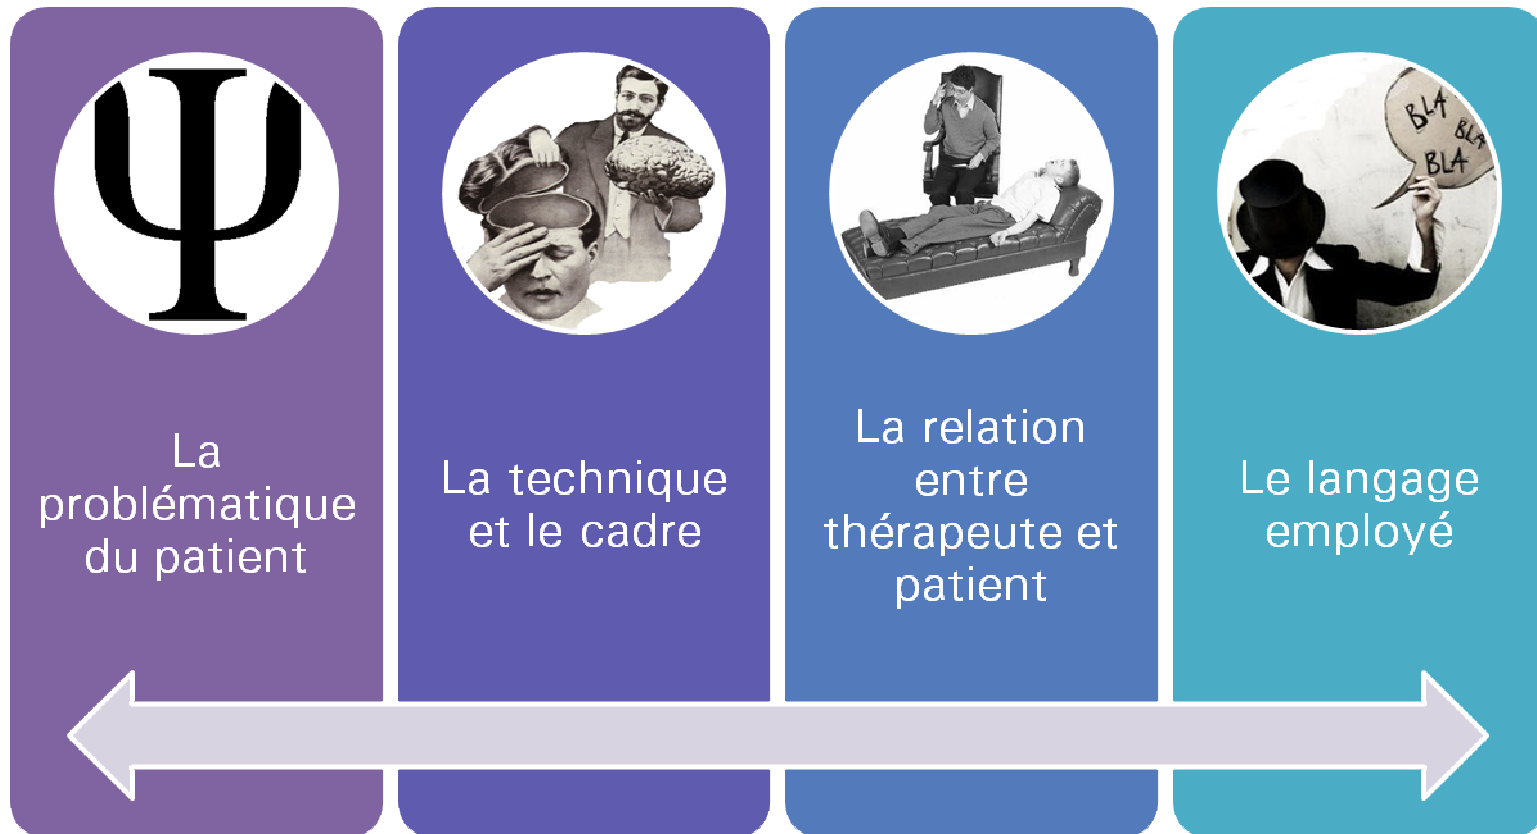 Ψ
BLA
BLA
BLA
La
problématique
du patient
La technique
et le cadre
La relation
entre
thérapeute et
patient
Le langage
employé